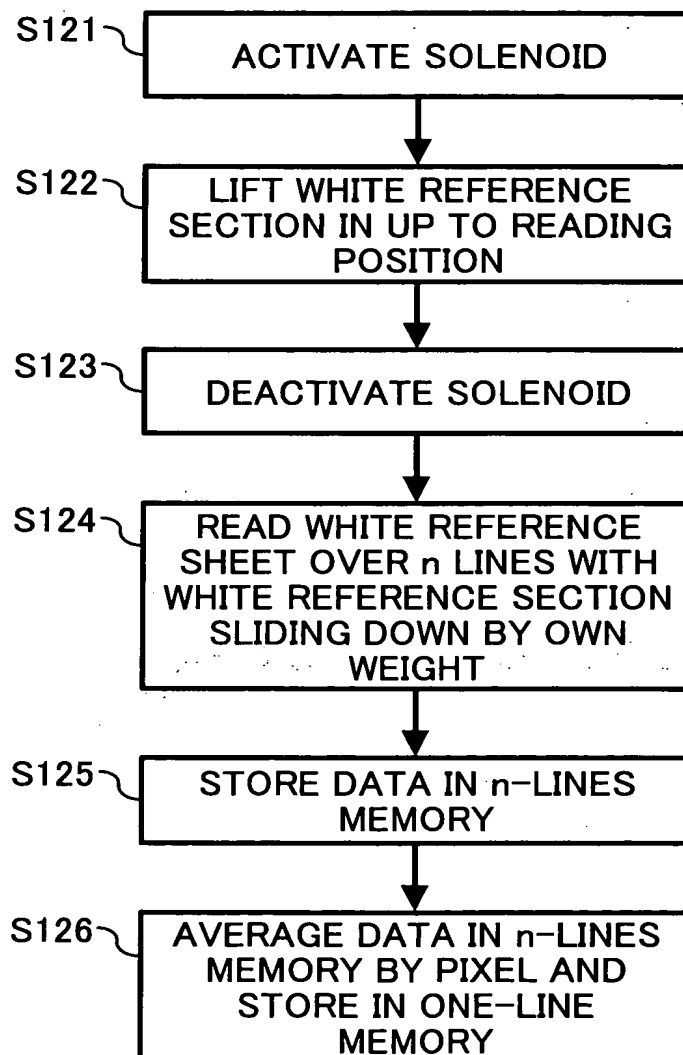 S121
ACTIVATE SOLENOID
S122
LIFT WHITE REFERENCE
SECTION IN UP TO READING
POSITION
S123
DEACTIVATE SOLENOID
S124
READ WHITE REFERENCE
SHEET OVER n LINES WITH
WHITE REFERENCE SECTION
SLIDING DOWN BY OWN
WEIGHT
S125
STORE DATA IN n-LINES
MEMORY
S126
AVERAGE DATA IN n-LINES
MEMORY BY PIXEL AND
STORE IN ONE-LINE
MEMORY